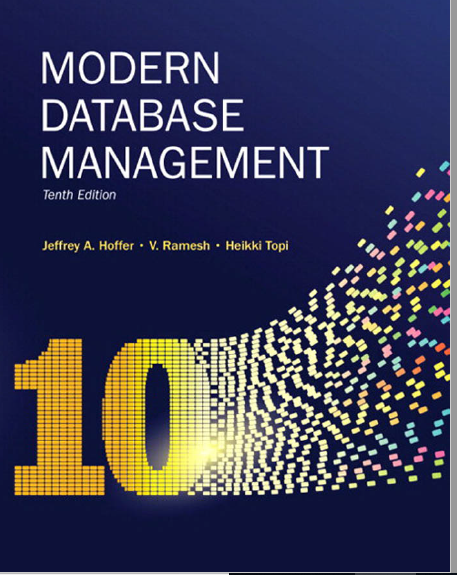 MODERN
DATABASE
MANAGEMENT
Tenth Edition
Jeffrey A. Hoffer • V. Ramesh • Heikki Topi
10